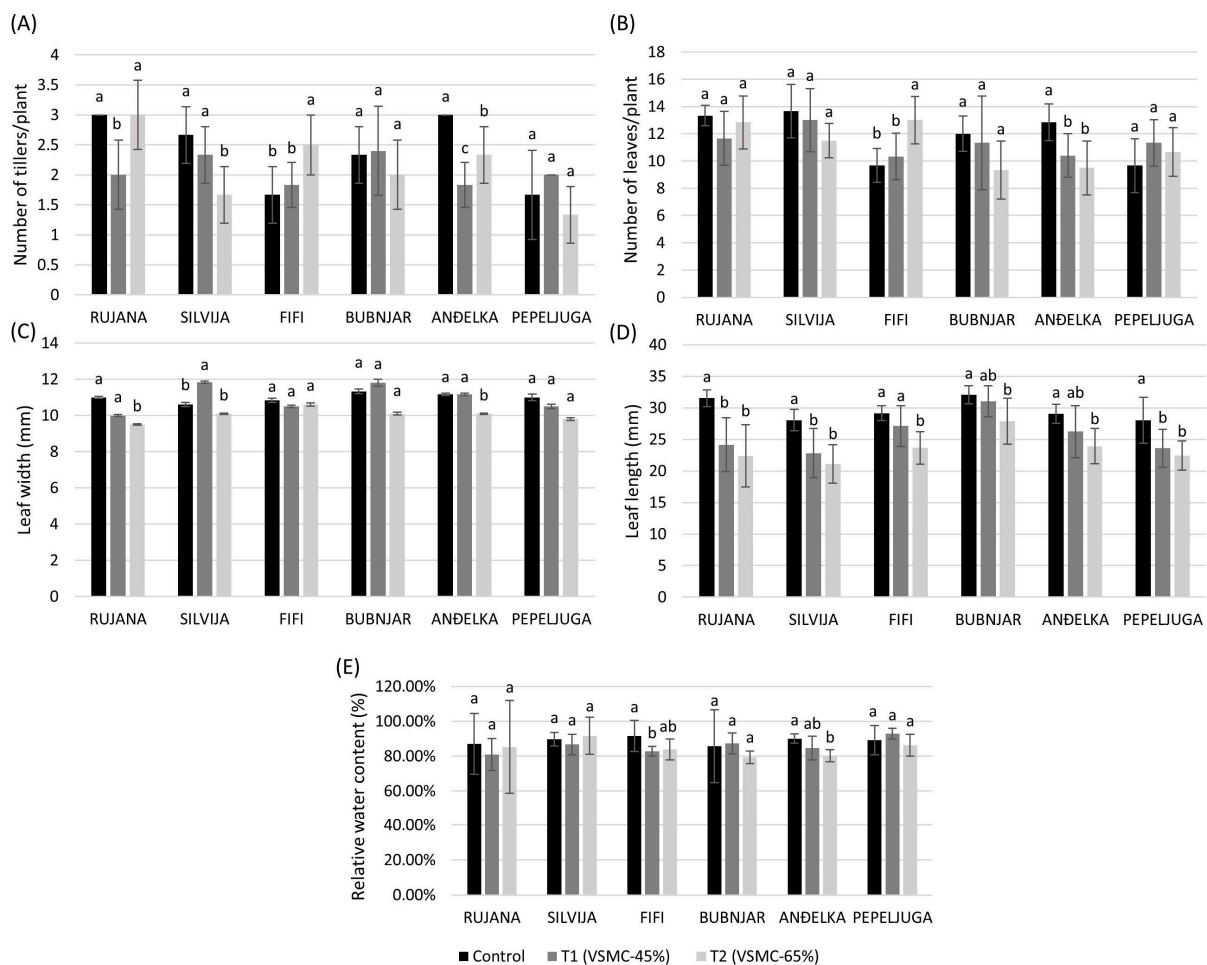 (A)
Number of tillers/plant
4
3.5
3
2.5
2
1.5
1
0.5
0
a b a a a b b b a a a a a c b a a a
RUJANA SILVIJA FIFI BUBNJAR ANĐELKA PEPELJUGA
(B)
Number of leaves/plant
18
16
14
12
10
8
6
4
2
0
a a a a a a b b a a a a a b b a a a
RUJANA SILVIJA FIFI BUBNJAR ANĐELKA PEPELJUGA
(C)
Leaf width (mm)
14
12
10
8
6
4
2
0
a a b b a b a a a a a a a a b a a a
RUJANA SILVIJA FIFI BUBNJAR ANĐELKA PEPELJUGA
(D)
Leaf length (mm)
40
35
30
25
20
15
10
5
0
a b b a b b a a b a ab b a ab b a b b
RUJANA SILVIJA FIFI BUBNJAR ANĐELKA PEPELJUGA
(E)
Relative water content (%)
120.00%
100.00%
80.00%
60.00%
40.00%
20.00%
0.00%
a a a a a a a b ab a a a a ab b a a a
RUJANA SILVIJA FIFI BUBNJAR ANĐELKA PEPELJUGA
Control T1 (VSMC-45%) T2 (VSMC-65%)